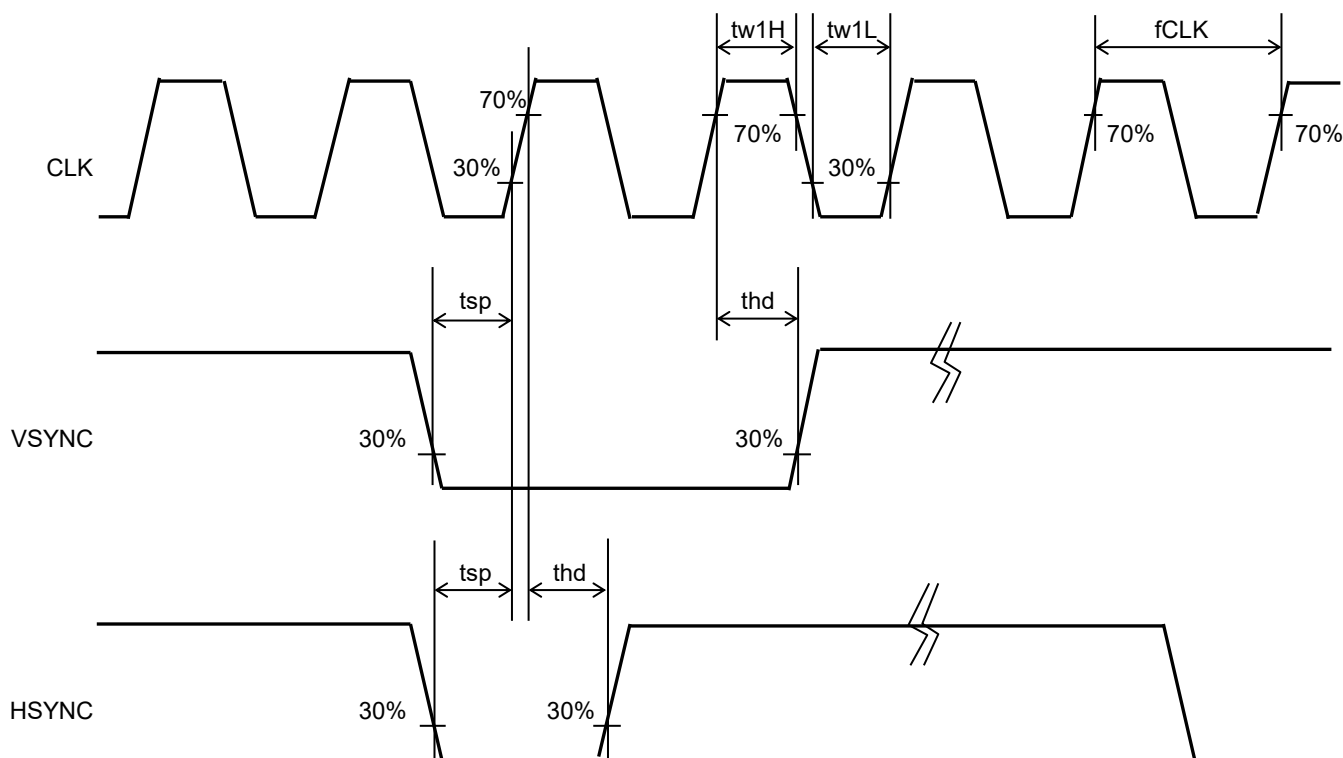 tw1H tw1L fCLK
70% 70% 70% 70%
CLK 30% 30%
tsp thd
VSYNC 30% 30%
tsp thd
HSYNC 30% 30%